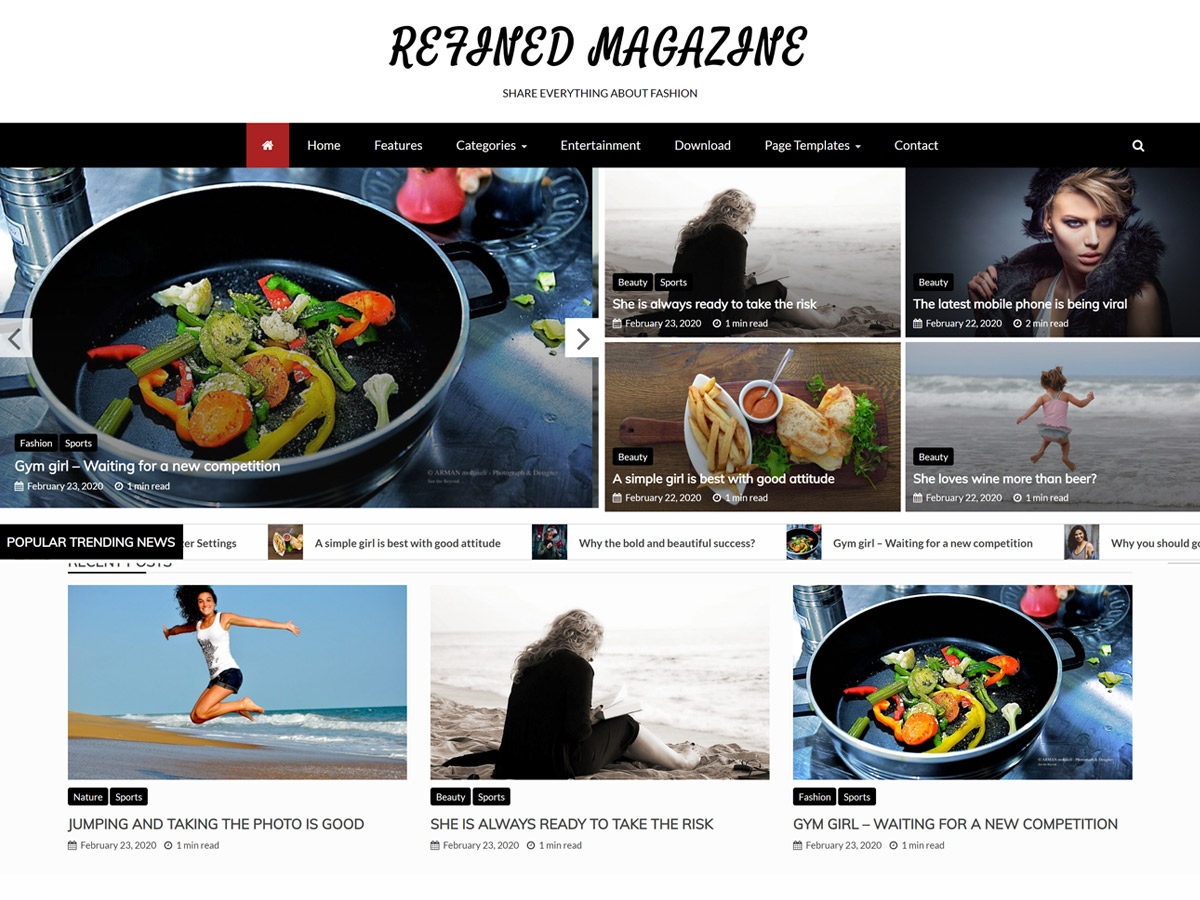 REFINED MAGAZINE
SHARE EVERYTHING ABOUT FASHION
Home Features Categories Entertainment Download Page Templates Contact
Fashion Sports
Gym girl – Waiting for a new competition
February 23, 2020 1 min read
© ARMAN
Photograph & Designer
Beauty Sports
She is always ready to take the risk
February 23, 2020 1 min read
Beauty
The latest mobile phone is being viral
February 22, 2020 2 min read
Beauty
A simple girl is best with good attitude
February 22, 2020 1 min read
Beauty
She loves wine more than beer?
February 22, 2020 1 min read
POPULAR TRENDING NEWS er Settings A simple girl is best with good attitude Why the bold and beautiful success? Gym girl – Waiting for a new competition Why you should go
RECENT POSTS
Nature Sports
JUMPING AND TAKING THE PHOTO IS GOOD
February 23, 2020 1 min read
Beauty Sports
SHE IS ALWAYS READY TO TAKE THE RISK
February 23, 2020 1 min read
Fashion Sports
GYM GIRL – WAITING FOR A NEW COMPETITION
February 23, 2020 1 min read